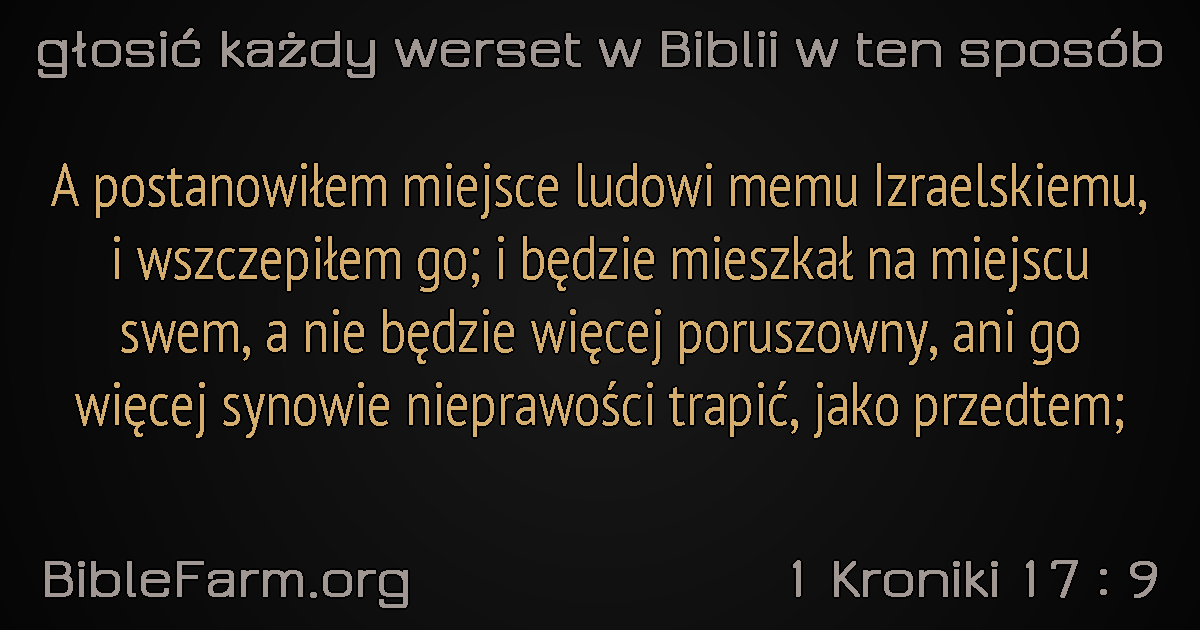 głosić każdy werset w Biblii w ten sposób
A postanowiłem miejsce ludowi memu Izraelskiemu,
i wszczepiłem go; i będzie mieszkał na miejscu
swem, a nie będzie więcej poruszowny, ani go
więcej synowie nieprawości trapić, jako przedtem;
BibleFarm.org
1 Kroniki 17 : 9